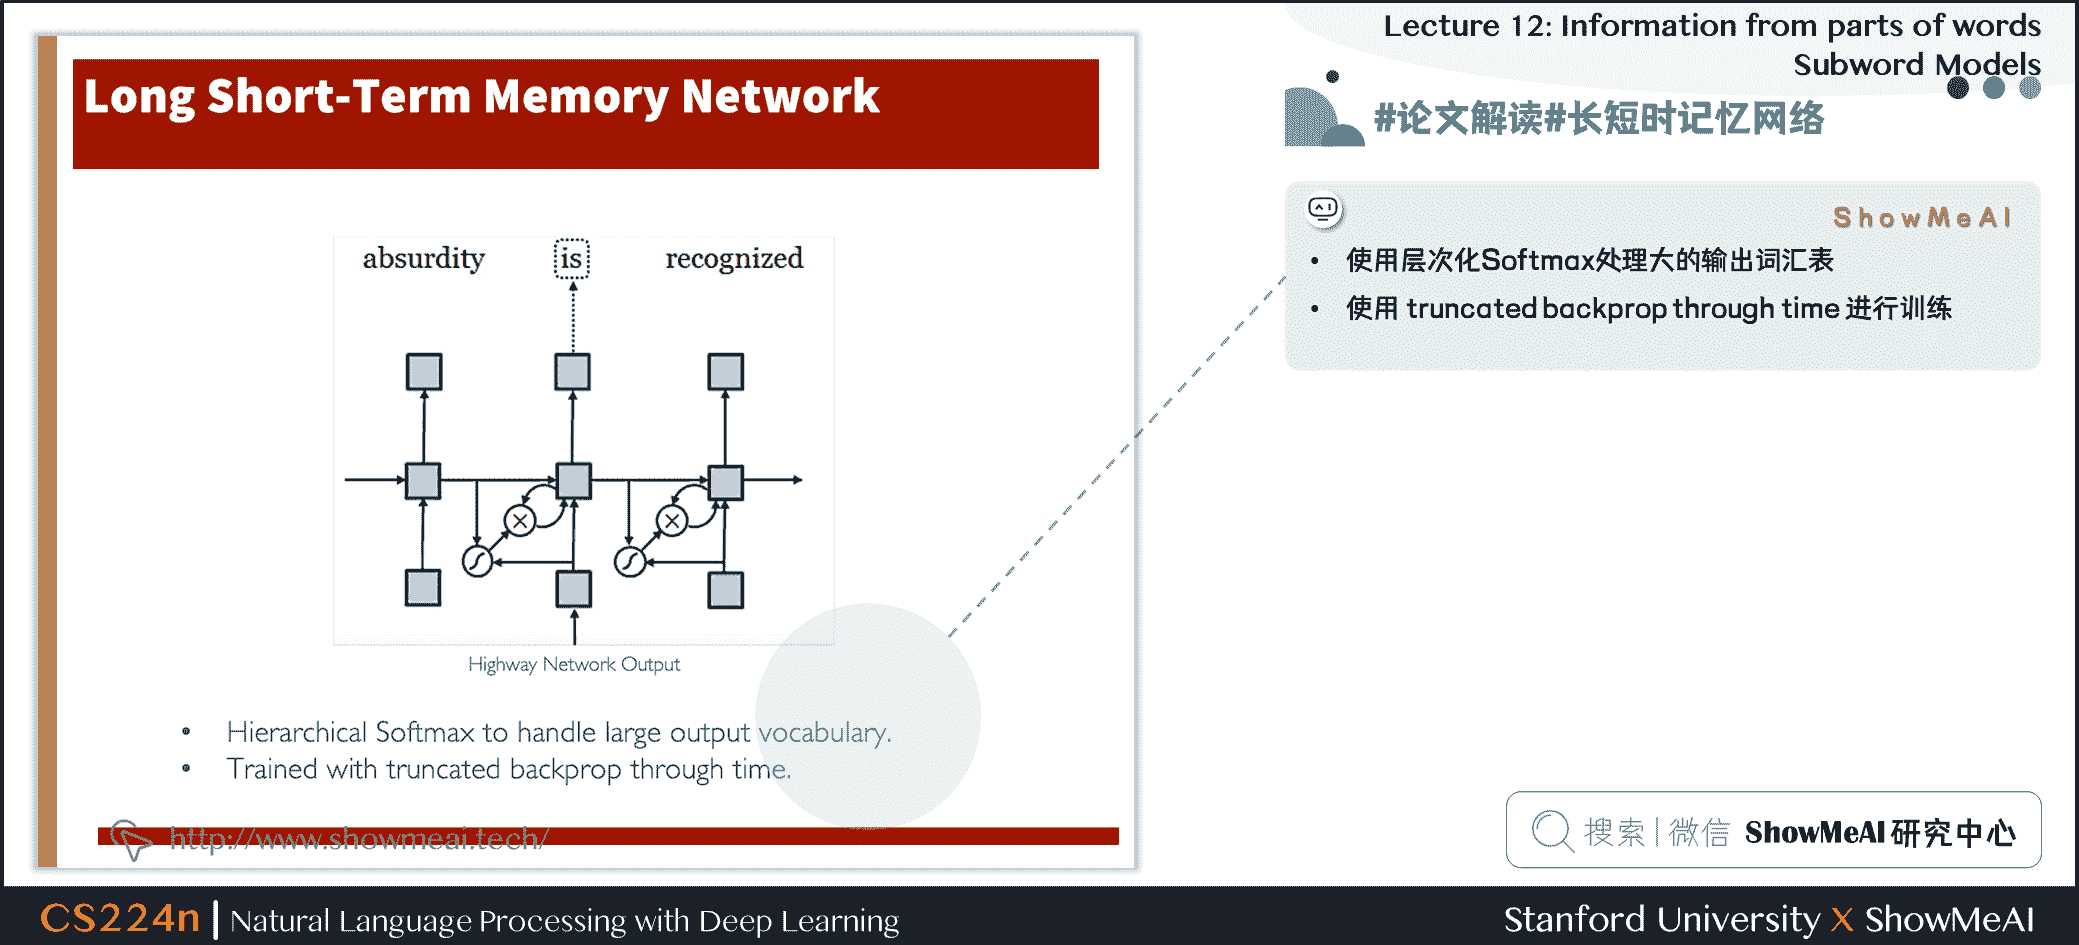 Lecture 12: Information from parts of words
Subword Models
Long Short-Term Memory Network
#论文解读#长短时记忆网络
ShowMeAI
• 使用层次化Softmax处理大的输出词汇表
• 使用 truncated backprop through time 进行训练
absurdity is recognized
Highway Network Output
• Hierarchical Softmax to handle large output vocabulary.
• Trained with truncated backprop through time.
http://www.showmeai.tech/
搜索|微信 ShowMeAI 研究中心
CS224n | Natural Language Processing with Deep Learning
Stanford University X ShowMeAI